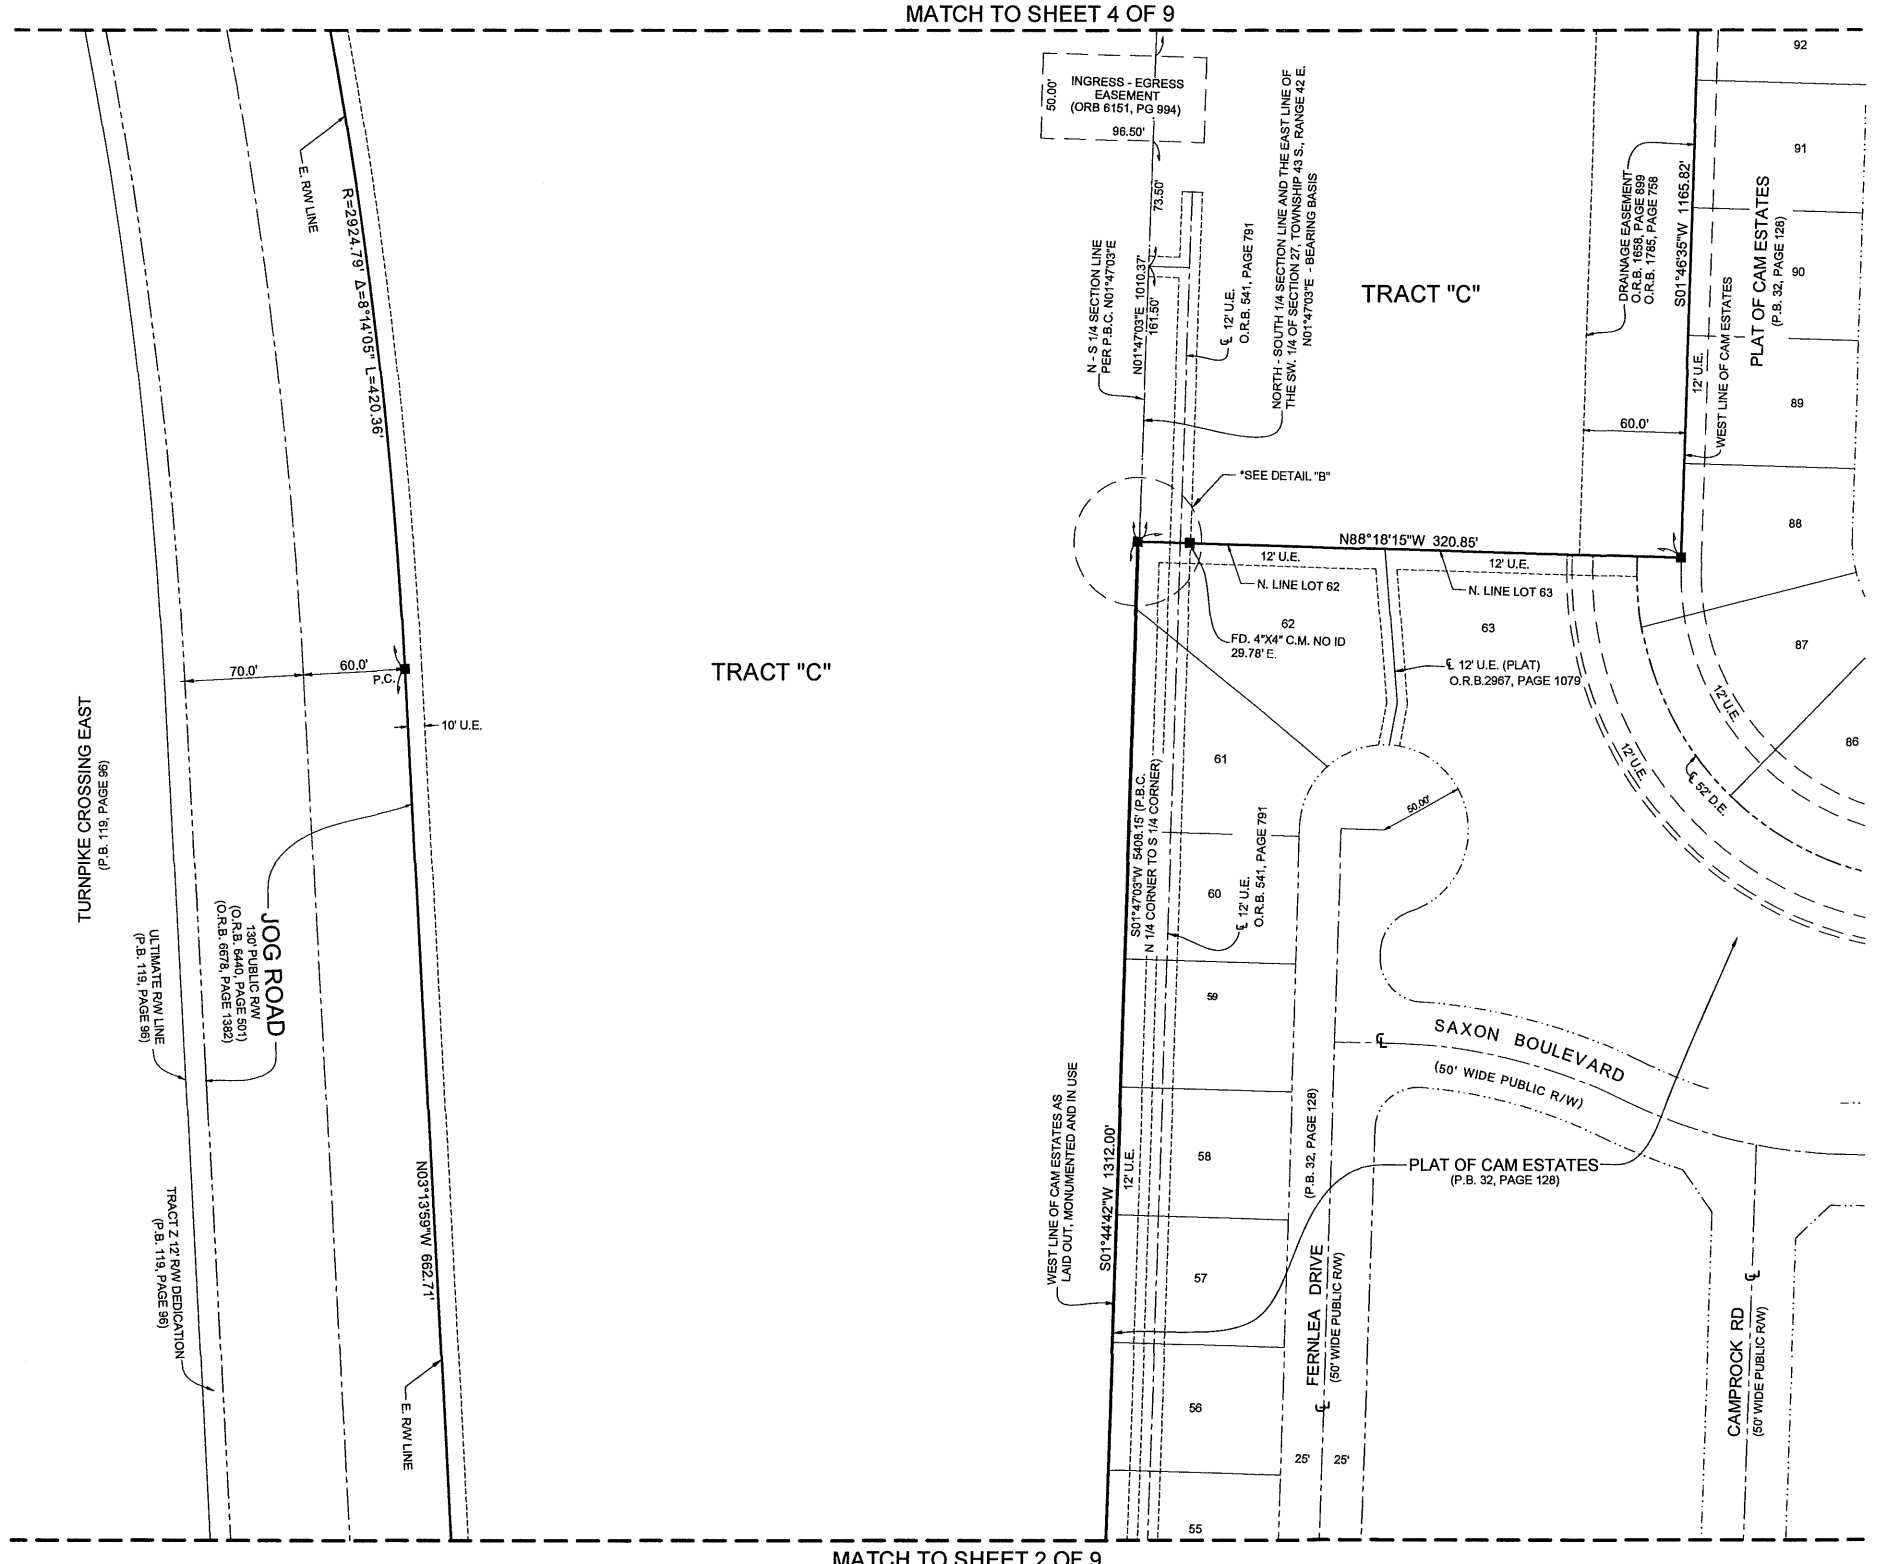 MATCH TO SHEET 4 OF 9
INGRESS - EGRESS
EASEMENT
(ORB 6151, PG 994)
50.00'
96.50'
73.50'
161.50'
N01°47'03"E 1010.37'
N - S 1/4 SECTION LINE
PER P.B.C. N01°47'03"E
NORTH - SOUTH 1/4 SECTION LINE AND THE EAST LINE OF
THE SW. 1/4 OF SECTION 27, TOWNSHIP 43 S., RANGE 42 E.
N01°47'03"E - BEARING BASIS
℄ 12' U.E.
O.R.B. 541, PAGE 791
TRACT "C"
DRAINAGE EASEMENT
O.R.B. 1658, PAGE 899
O.R.B. 1785, PAGE 758
S01°46'35"W 1165.82'
PLAT OF CAM ESTATES
(P.B. 32, PAGE 128)
WEST LINE OF CAM ESTATES
12' U.E.
60.0'
92
91
90
89
88
87
86
E. R/W LINE
R=2924.79' Δ=8°14'05" L=420.36'
*SEE DETAIL "B"
N88°18'15"W 320.85'
12' U.E.
12' U.E.
N. LINE LOT 62
N. LINE LOT 63
62
63
FD. 4"X4" C.M. NO ID
29.78' E.
℄ 12' U.E. (PLAT)
O.R.B.2967, PAGE 1079
12' U.E.
12' U.E.
℄ 52' D.E.
70.0'
60.0'
P.C.
10' U.E.
TRACT "C"
TURNPIKE CROSSING EAST
(P.B. 119, PAGE 96)
JOG ROAD
130' PUBLIC R/W
(O.R.B. 6440, PAGE 501)
(O.R.B. 6678, PAGE 1382)
ULTIMATE R/W LINE
(P.B. 119, PAGE 96)
TRACT Z 12' R/W DEDICATION
(P.B. 119, PAGE 96)
N03°13'59"W 662.71'
E. R/W LINE
S01°47'03"W 5408.15' (P.B.C.
N 1/4 CORNER TO S 1/4 CORNER)
61
60
59
58
57
56
55
℄ 12' U.E.
O.R.B. 541, PAGE 791
50.00'
SAXON BOULEVARD
(50' WIDE PUBLIC R/W)
℄
WEST LINE OF CAM ESTATES AS
LAID OUT, MONUMENTED AND IN USE
S01°44'42"W 1312.00'
12' U.E.
(P.B. 32, PAGE 128)
PLAT OF CAM ESTATES
(P.B. 32, PAGE 128)
FERNLEA DRIVE
(50' WIDE PUBLIC R/W)
℄
25'
25'
CAMPROCK RD
(50' WIDE PUBLIC R/W)
℄
MATCH TO SHEET 2 OF 9